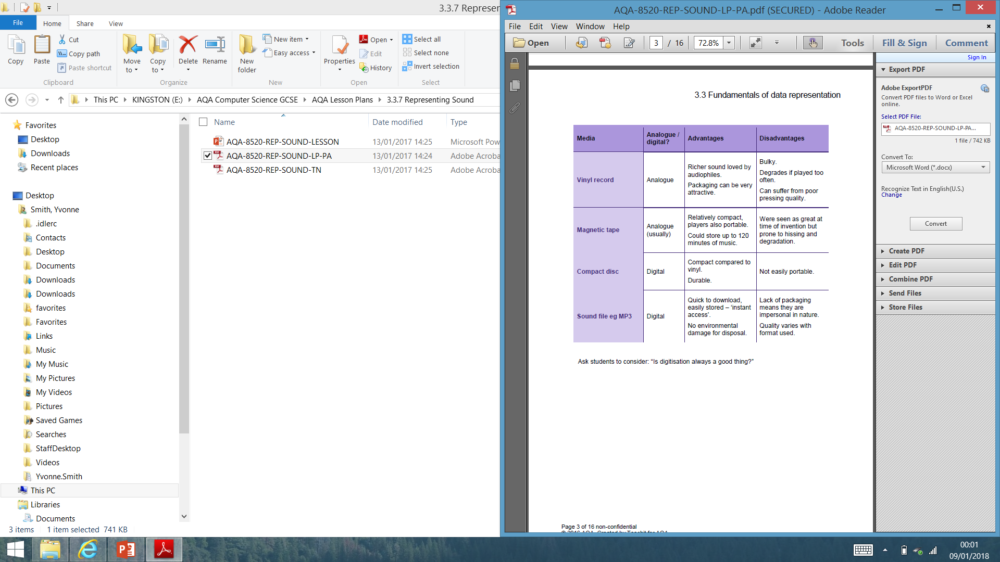 3.3.7 Represer
File
Home
Share
View
Copy
Paste
Cut
Copy path
Paste shortcut
Clipboard
Move to
Copy to
Delete
Rename
Organize
New folder
New item
Easy access
New
Properties
Open
Edit
History
Open
Select all
Select none
Invert selection
Select
This PC
KINGSTON (E:)
AQA Computer Science GCSE
AQA Lesson Plans
3.3.7 Representing Sound
Favorites
Desktop
Downloads
Recent places
Desktop
Smith, Yvonne
.idlerc
Contacts
Desktop
Documents
Downloads
Downloads
favorites
Favorites
Links
Music
My Music
My Pictures
My Videos
Pictures
Saved Games
Searches
StaffDesktop
Videos
Yvonne.Smith
This PC
Libraries
Documents
Name
Date modified
Type
AQA-8520-REP-SOUND-LESSON
13/01/2017 14:25
Microsoft Pow
AQA-8520-REP-SOUND-LP-PA
13/01/2017 14:24
Adobe Acroba
AQA-8520-REP-SOUND-TN
13/01/2017 14:25
Adobe Acroba
3 items
1 item selected 741 KB
AQA-8520-REP-SOUND-LP-PA.pdf (SECURED) - Adobe Reader
File
Edit
View
Window
Help
Open
3 / 16
72.8%
Tools
Fill & Sign
Comment
3.3 Fundamentals of data representation
Media
Analogue /
digital?
Advantages
Disadvantages
Vinyl record
Analogue
Richer sound loved by
audiophiles.
Packaging can be very
attractive.
Bulky.
Degrades if played too
often.
Can suffer from poor
pressing quality.
Magnetic tape
Analogue
(usually)
Relatively compact,
players also portable.
Could store up to 120
minutes of music.
Were seen as great at
time of invention but
prone to hissing and
degradation.
Compact disc
Digital
Compact compared to
vinyl.
Durable.
Not easily portable.
Sound file eg MP3
Digital
Quick to download,
easily stored – ‘instant
access’.
No environmental
damage for disposal.
Lack of packaging
means they are
impersonal in nature.
Quality varies with
format used.
Ask students to consider: “Is digitisation always a good thing?”
Page 3 of 16 non-confidential
© 2016 AQA. Created by Teachit for AQA
Sign In
Export PDF
Adobe ExportPDF
Convert PDF files to Word or Excel
online.
Select PDF File:
AQA-8520-REP-SOUND-LP-PA...
1 file / 742 KB
Convert To:
Microsoft Word (*.docx)
Recognize Text in English(U.S.)
Change
Convert
Create PDF
Edit PDF
Combine PDF
Send Files
Store Files
00:01
09/01/2018